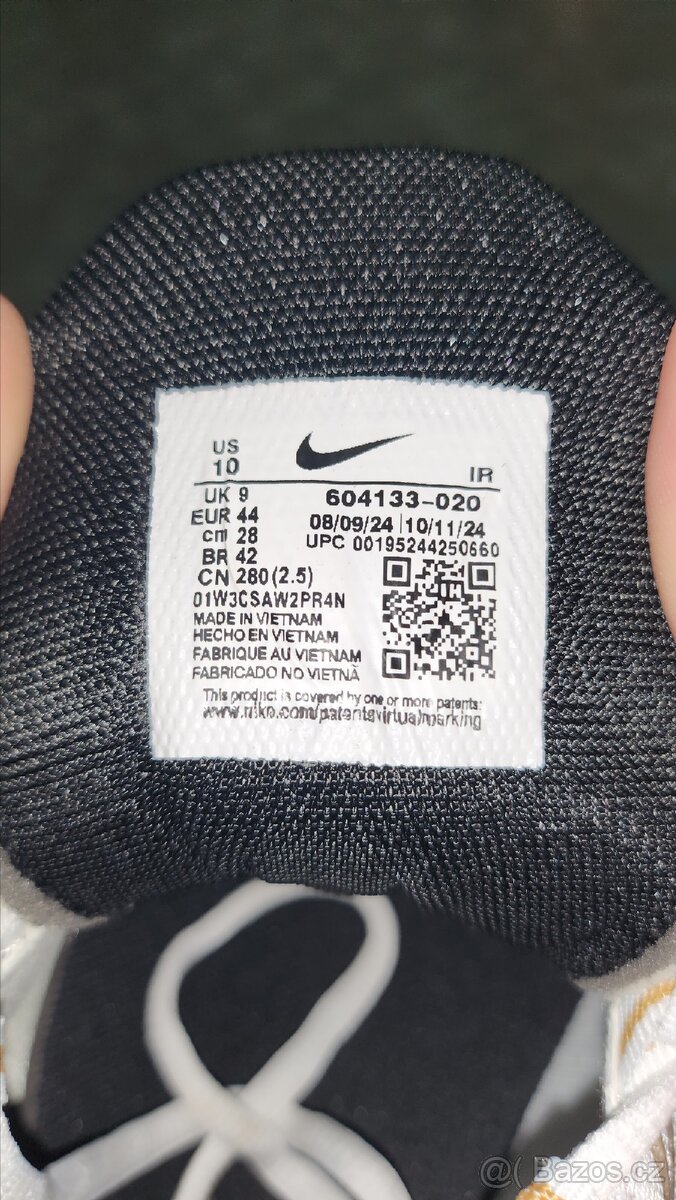 US
10
IR
UK 9
604133-020
EUR 44
08/09/24 | 10/11/24
cm 28
UPC 00195244250660
BR 42
CN 280(2.5)
01W3CSAW2PR4N
MADE IN VIETNAM
HECHO EN VIETNAM
FABRIQUE AU VIETNAM
FABRICADO NO VIETNÃ
This product is covered by one or more patents:
www.nike.com/patentsvirtualmarking
@( Bazos.cz